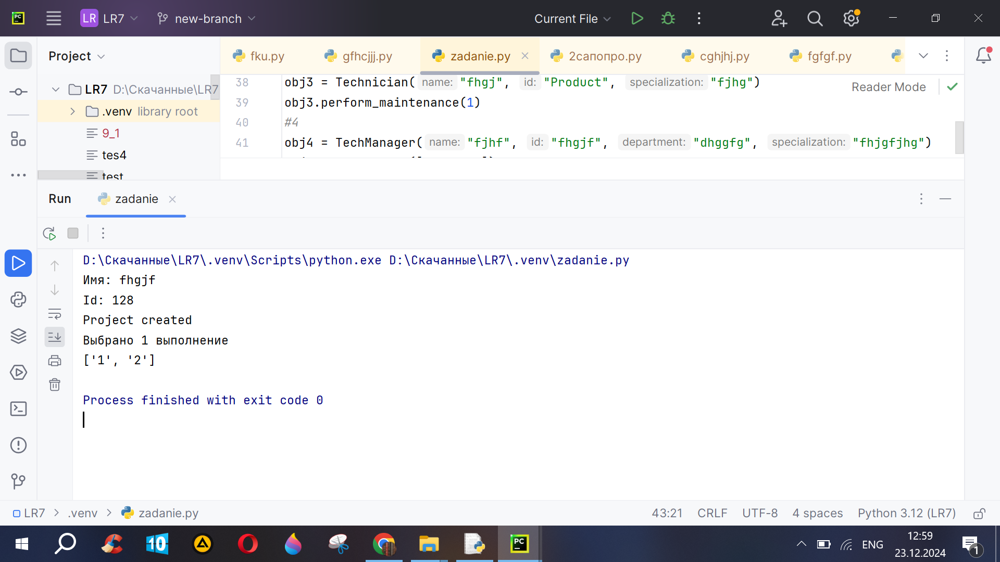 PC LR LR7 new-branch Current File
Project fku.py gfhcjjj.py zadanie.py 2сапопро.py cghjhj.py fgfgf.py
LR7 D:\Скачанные\LR7
.venv library root
9_1
tes4
test
38 obj3 = Technician( name: "fhgj", id: "Product", specialization: "fjhg")
Reader Mode
39 obj3.perform_maintenance(1)
40 #4
41 obj4 = TechManager( name: "fjhf", id: "fhgjf", department: "dhggfg", specialization: "fhjgfjhg")
Run zadanie
D:\Скачанные\LR7\.venv\Scripts\python.exe D:\Скачанные\LR7\.venv\zadanie.py
Имя: fhgjf
Id: 128
Project created
Выбрано 1 выполнение
['1', '2']
Process finished with exit code 0
LR7 > .venv > zadanie.py 43:21 CRLF UTF-8 4 spaces Python 3.12 (LR7)
10 PC ENG 12:59
23.12.2024 1